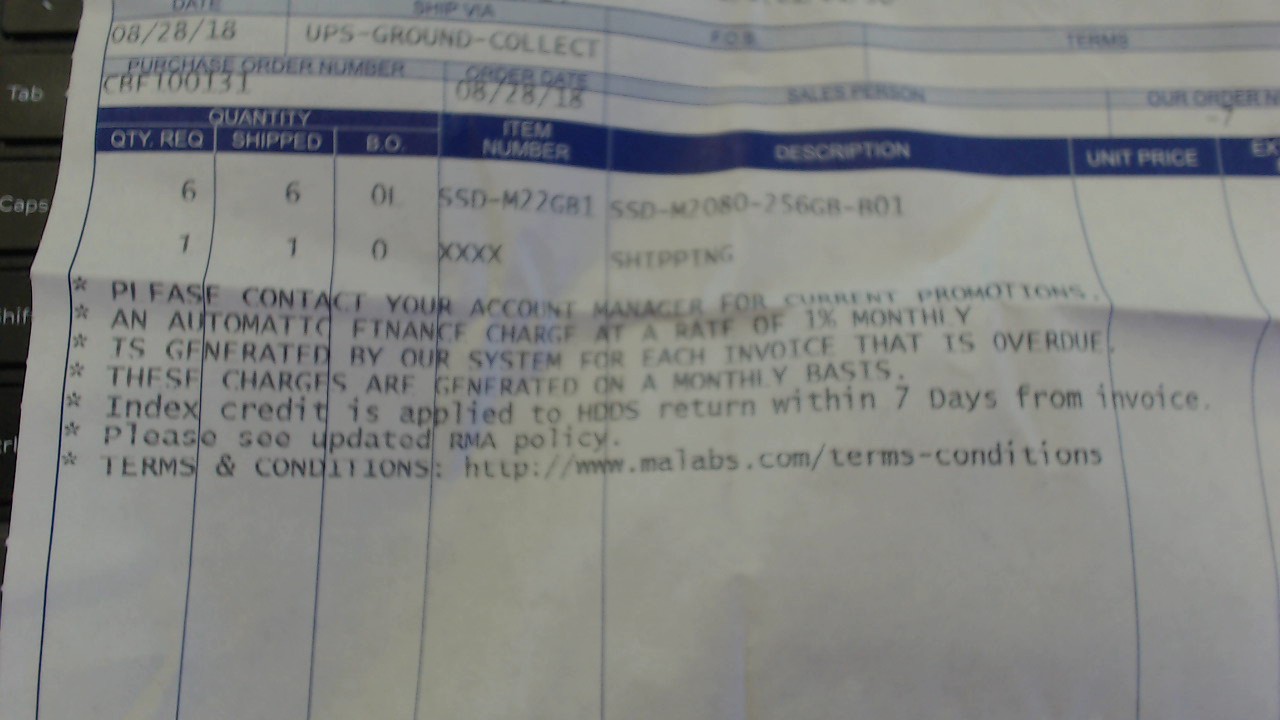 Tab
Caps
DATE SHIP VIA
08/28/18 UPS-GROUND-COLLECT F.O.B. TERMS
PURCHASE ORDER NUMBER ORDER DATE SALES PERSON OUR ORDER N
CBF100131 08/28/18
QUANTITY
QTY. REQ SHIPPED B.O. ITEM NUMBER DESCRIPTION UNIT PRICE EX
6 6 0 SSD-M22GB1 SSD-M2080-256GB-B01
1 1 0 XXXX SHIPPING
* PLEASE CONTACT YOUR ACCOUNT MANAGER FOR CURRENT PROMOTIONS.
* AN AUTOMATIC FINANCE CHARGE AT A RATE OF 1% MONTHLY
* IS GENERATED BY OUR SYSTEM FOR EACH INVOICE THAT IS OVERDUE.
* THESE CHARGES ARE GENERATED ON A MONTHLY BASIS.
* Index credit is applied to HDDS return within 7 Days from invoice.
* Please see updated RMA policy.
* TERMS & CONDITIONS: http://www.malabs.com/terms-conditions